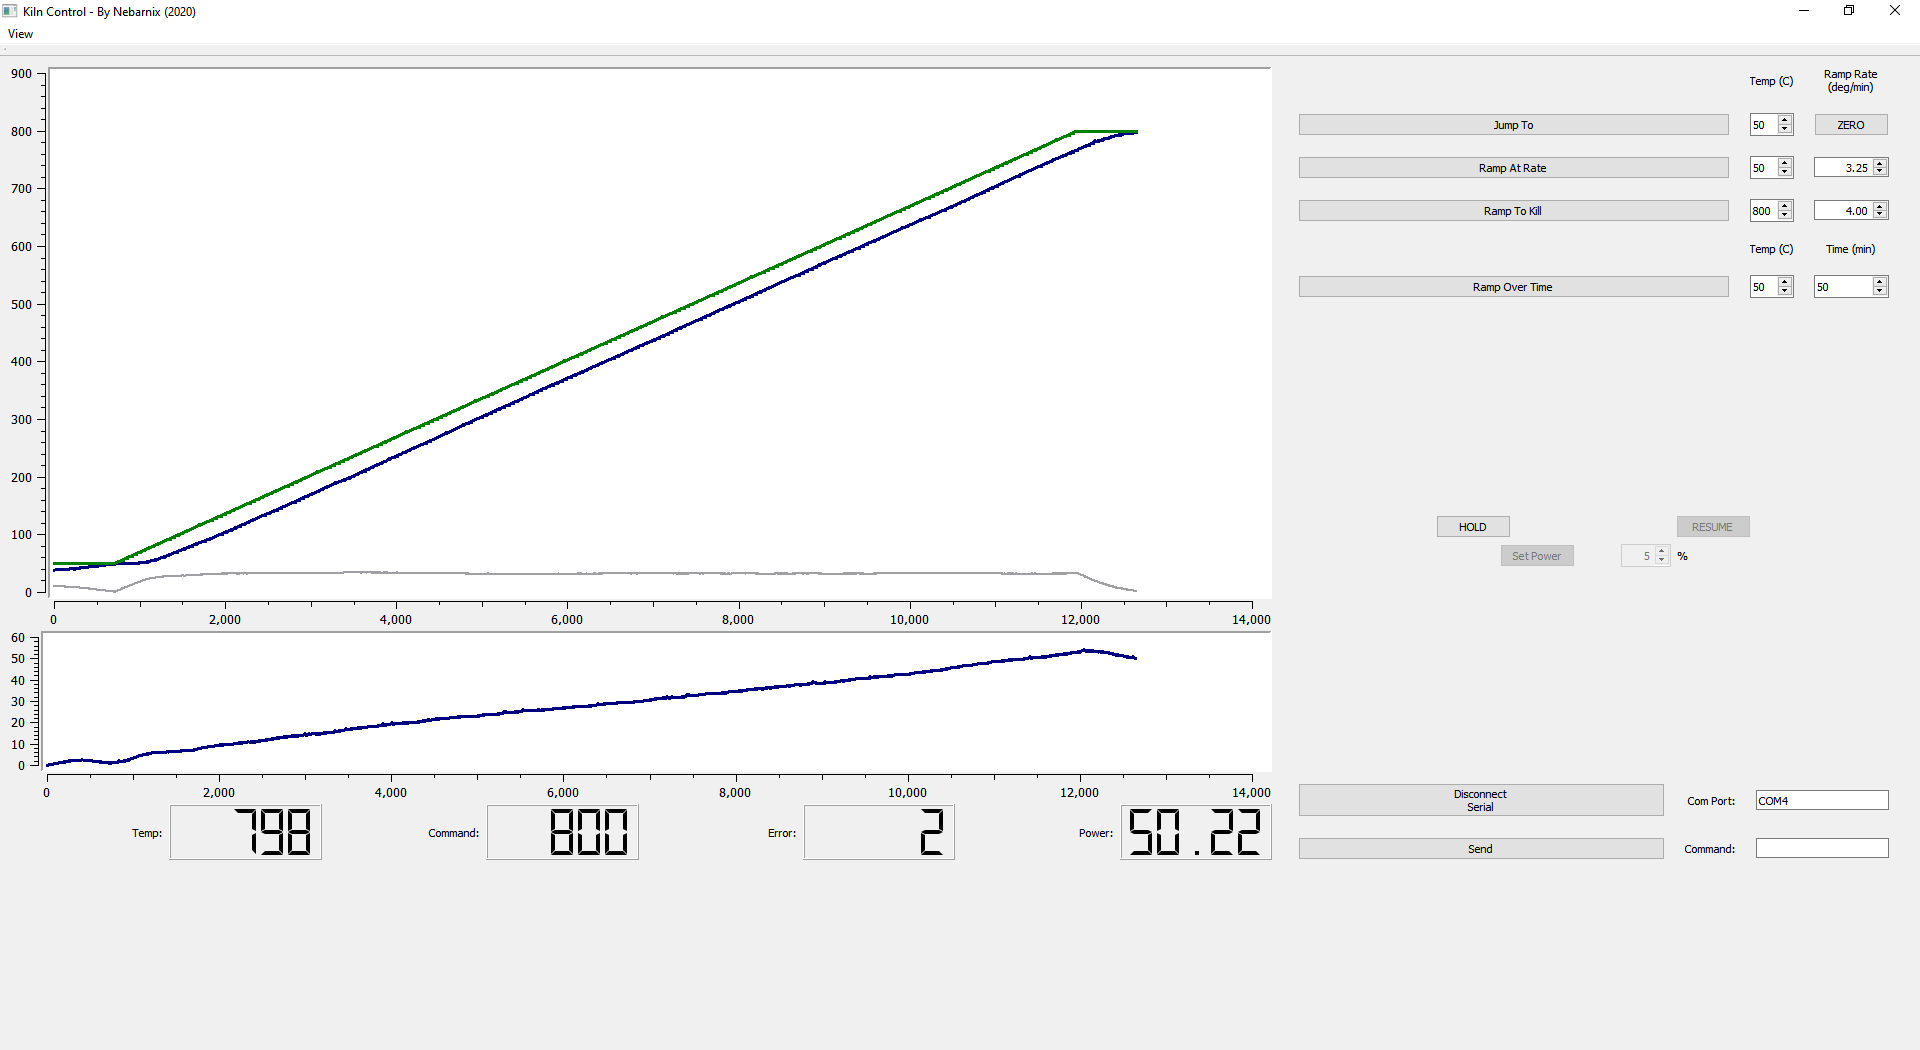 Kiln Control - By Nebarnix (2020)
View
900
800
700
600
500
400
300
200
100
0
0 2,000 4,000 6,000 8,000 10,000 12,000 14,000
60
50
40
30
20
10
0
0 2,000 4,000 6,000 8,000 10,000 12,000 14,000
Temp: 798 Command: 800 Error: 2 Power: 50.22
Temp (C) Ramp Rate
(deg/min)
Jump To 50 ZERO
Ramp At Rate 50 3.25
Ramp To Kill 800 4.00
Temp (C) Time (min)
Ramp Over Time 50 50
HOLD RESUME
Set Power 5 %
Disconnect
Serial
Com Port: COM4
Send Command: